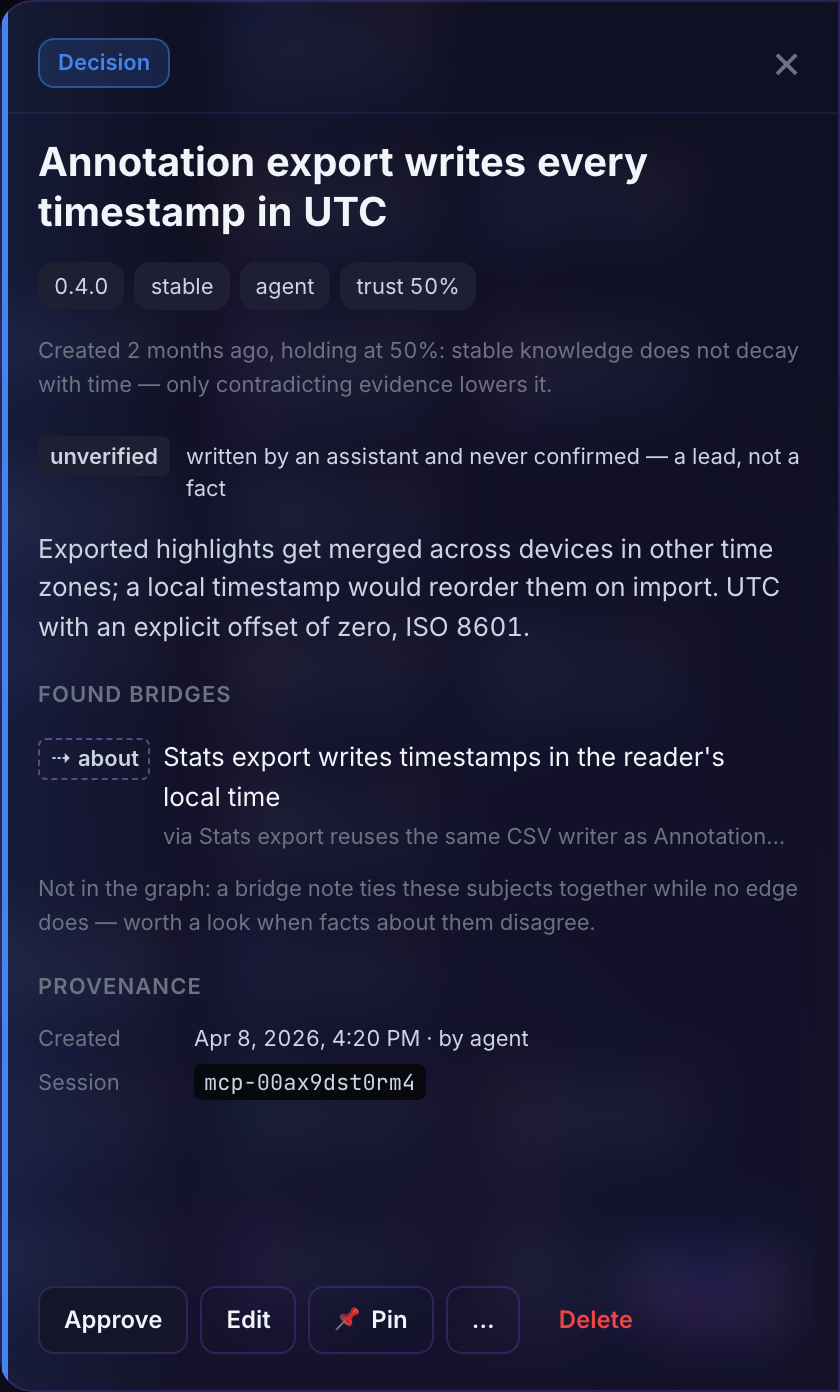 Decision
Annotation export writes every
timestamp in UTC
0.4.0 stable agent trust 50%
Created 2 months ago, holding at 50%: stable knowledge does not decay
with time — only contradicting evidence lowers it.
unverified written by an assistant and never confirmed — a lead, not a
fact
Exported highlights get merged across devices in other time
zones; a local timestamp would reorder them on import. UTC
with an explicit offset of zero, ISO 8601.
FOUND BRIDGES
⇢ about Stats export writes timestamps in the reader's
local time
via Stats export reuses the same CSV writer as Annotation...
Not in the graph: a bridge note ties these subjects together while no edge
does — worth a look when facts about them disagree.
PROVENANCE
Created Apr 8, 2026, 4:20 PM · by agent
Session mcp-00ax9dst0rm4
Approve Edit 📌 Pin ... Delete